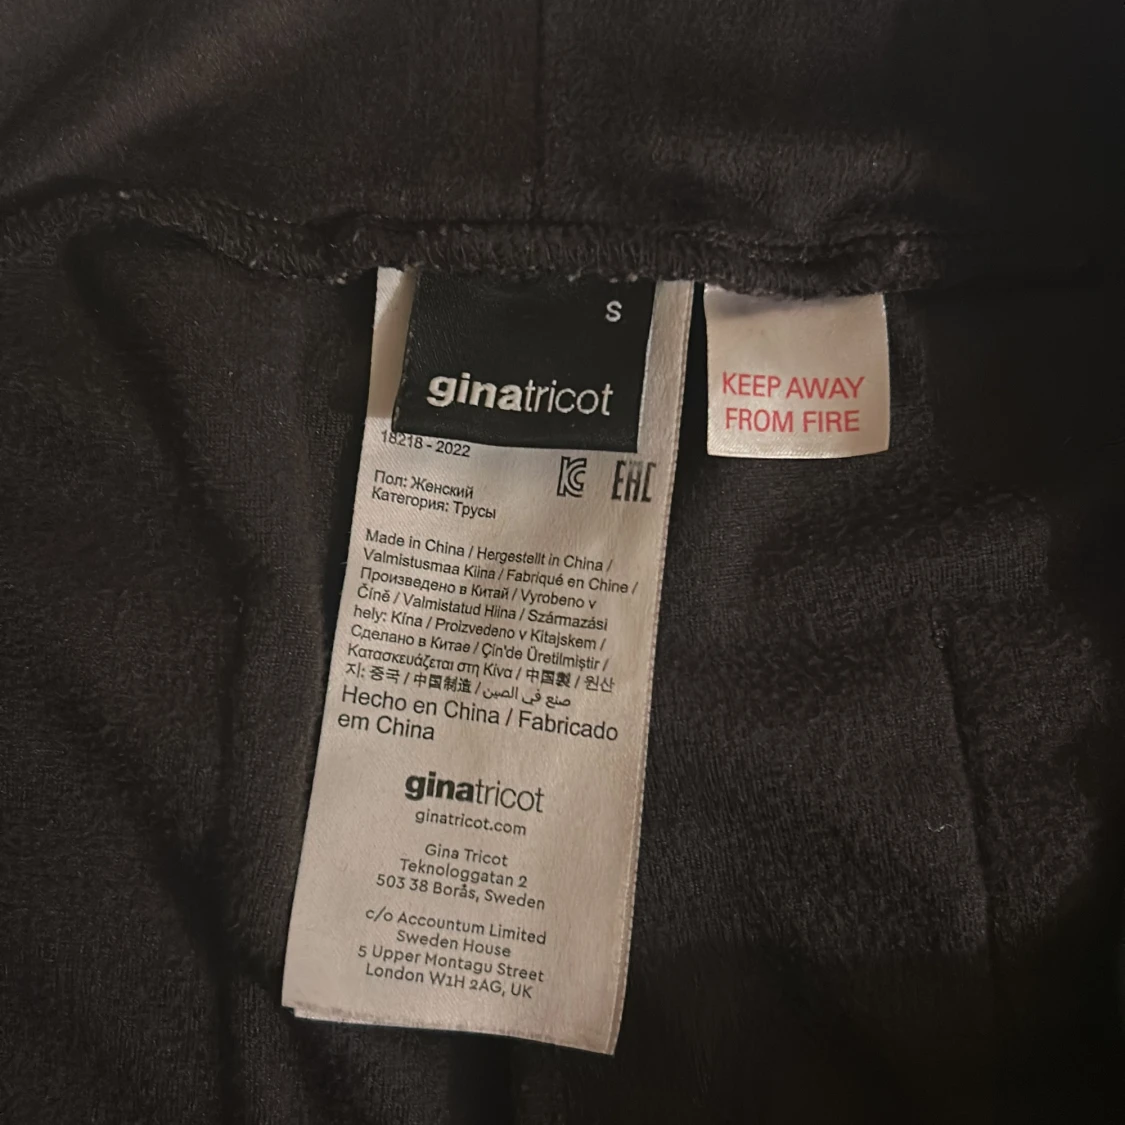 S
ginatricot
KEEP AWAY
FROM FIRE
18218 - 2022
EAC
Пол: Женский
Категория: Трусы
Made in China / Hergestellt in China /
Valmistusmaa Kiina / Fabriqué en Chine /
Произведено в Китай / Vyrobeno v
Číně / Valmistatud Hiina / Származási
hely: Kína / Proizvedeno v Kitajskem /
Сделано в Китае / Çin'de Üretilmiştir /
Κατασκευάζεται στη Κίνα / 中国製 / 원산
지: 중국 / 中国制造 / صنع في الصين
Hecho en China / Fabricado
em China
ginatricot
ginatricot.com
Gina Tricot
Teknologgatan 2
503 38 Borås, Sweden
c/o Accountum Limited
Sweden House
5 Upper Montagu Street
London W1H 2AG, UK